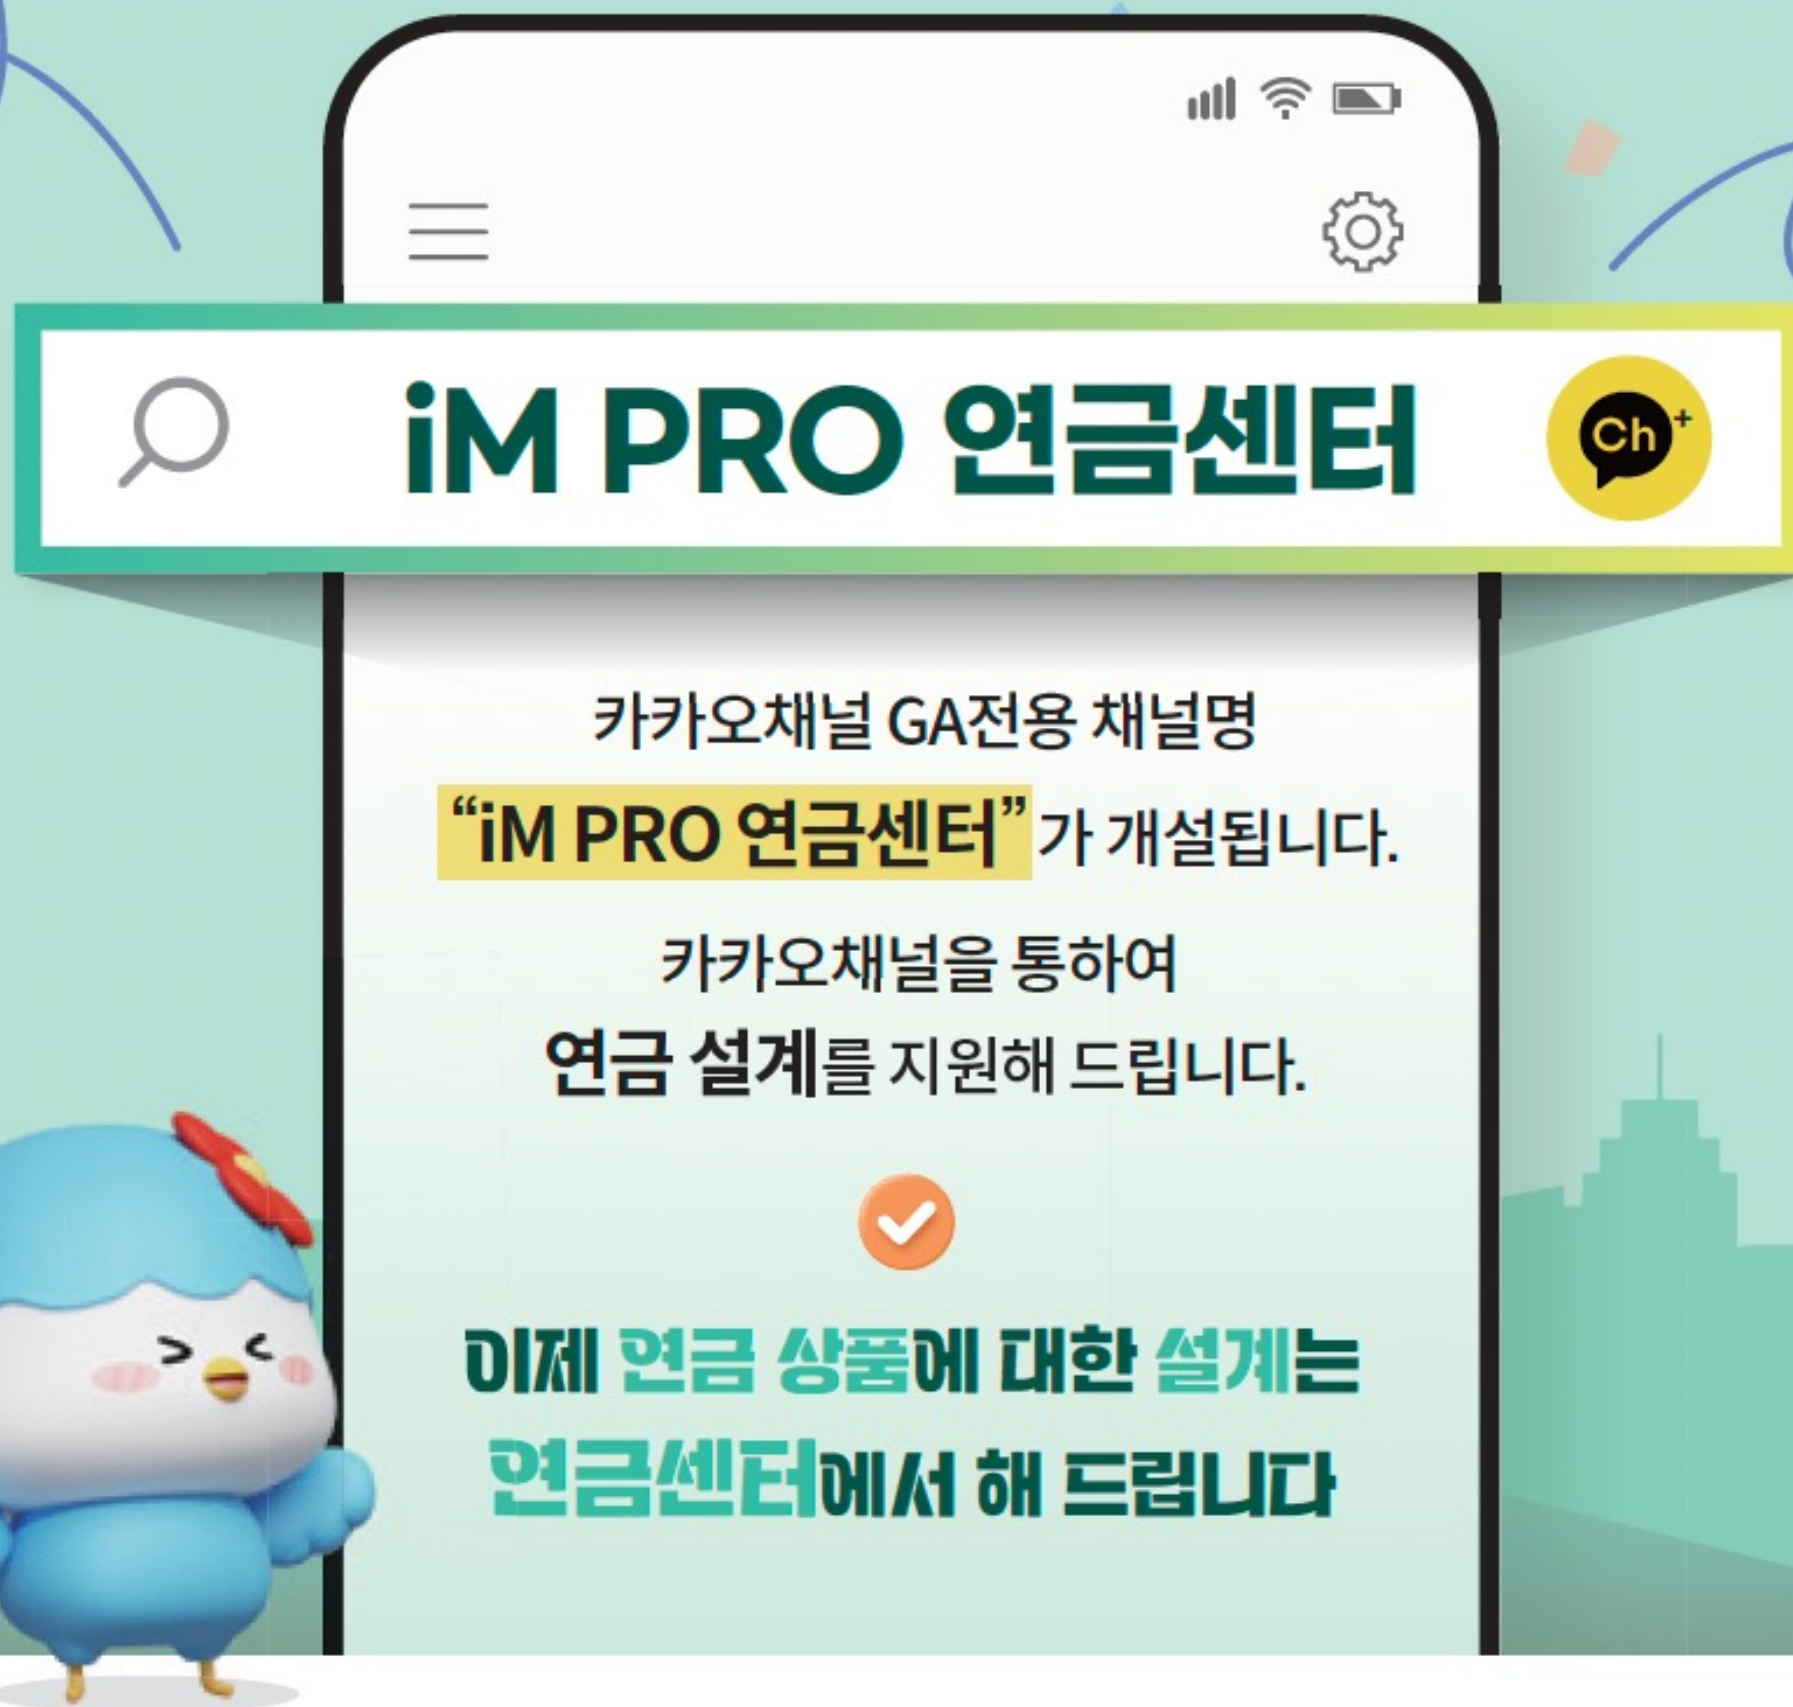 iM PRO 연금센터
Ch+
카카오채널 GA전용 채널명
“iM PRO 연금센터”가 개설됩니다.
카카오채널을 통하여
연금 설계를 지원해 드립니다.
이제 연금 상품에 대한 설계는
연금센터에서 해 드립니다